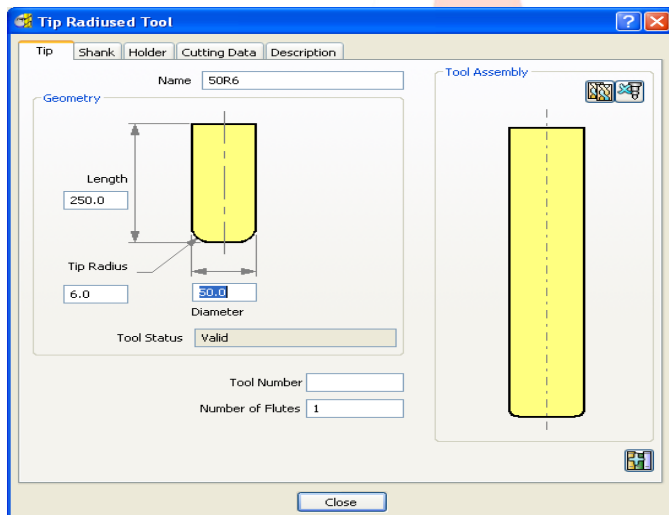 Tip Radiused Tool
Tip Shank Holder Cutting Data Description
Name 50R6
Tool Assembly
Geometry
Length
250.0
Tip Radius
6.0 50.0
Diameter
Tool Status Valid
Tool Number
Number of Flutes 1
Close